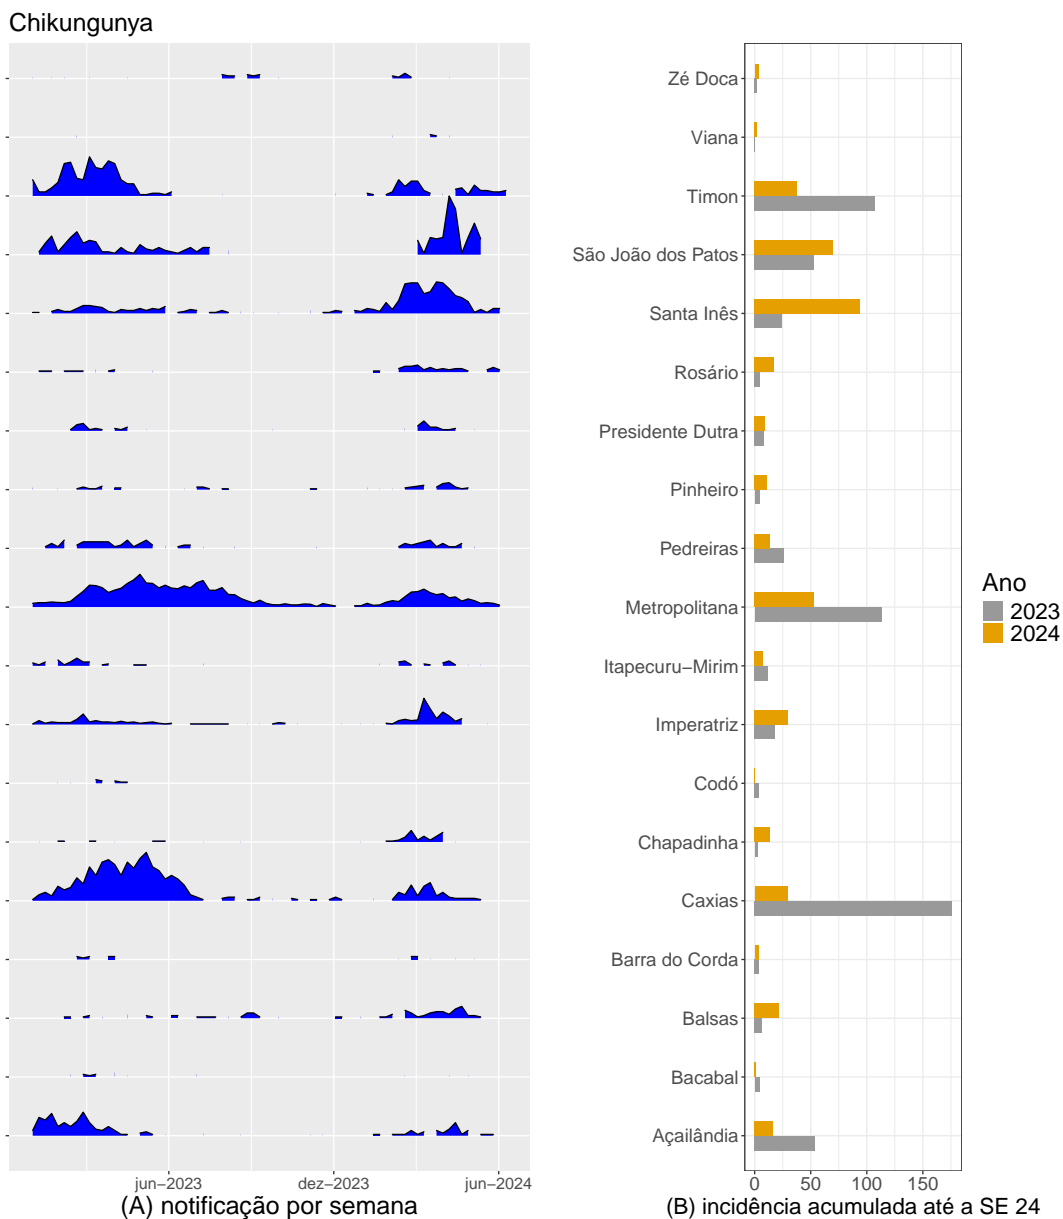 Chikungunya
Zé Doca
Viana
Timon
São João dos Patos
Santa Inês
Rosário
Presidente Dutra
Pinheiro
Pedreiras
Metropolitana
Itapecuru−Mirim
Imperatriz
Codó
Chapadinha
Caxias
Barra do Corda
Balsas
Bacabal
Açailândia
Ano
2023
2024
jun−2023 dez−2023 jun−2024
0 50 100 150
(A) notificação por semana
(B) incidência acumulada até a SE 24